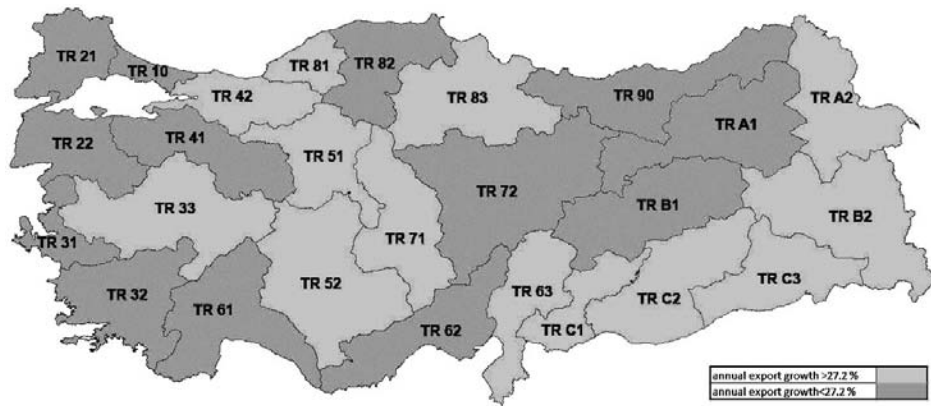 TR 21
TR 10
TR 81
TR 82
TR 42
TR 83
TR 90
TR A2
TR A1
TR 22
TR 41
TR 51
TR 72
TR 33
TR B1
TR B2
TR 31
TR 71
TR 32
TR 52
TR 63
TR C3
TR C2
TR 61
TR 62
TR C1
annual export growth >27.2 %
annual export growth<27.2 %